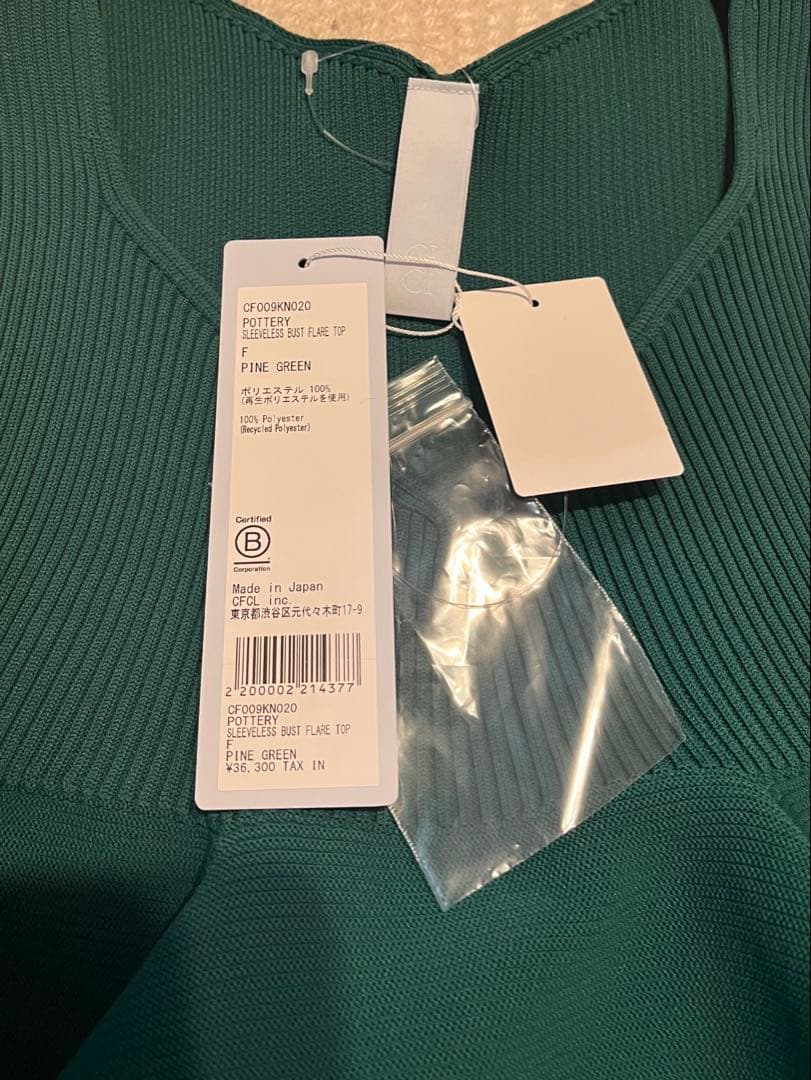 CF009KN020
POTTERY
SLEEVELESS BUST FLARE TOP
F
PINE GREEN
ポリエステル 100%
(再生ポリエステルを使用)
100% Polyester
(Recycled Polyester)
Certified
B
Corporation
Made in Japan
CFCL inc.
東京都渋谷区元代々木町17-9
2 200002 214377
CF009KN020
POTTERY
SLEEVELESS BUST FLARE TOP
F
PINE GREEN
¥36,300 TAX IN